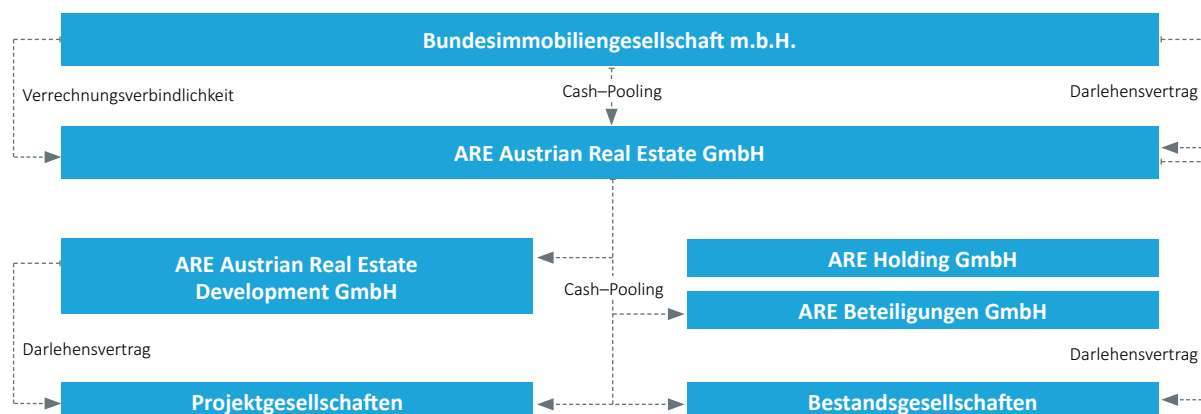 Bundesimmobiliengesellschaft m.b.H.
Verrechnungsverbindlichkeit
Cash–Pooling
Darlehensvertrag
ARE Austrian Real Estate GmbH
ARE Austrian Real Estate
Development GmbH
ARE Holding GmbH
Cash–Pooling
ARE Beteiligungen GmbH
Darlehensvertrag
Darlehensvertrag
Projektgesellschaften
Bestandsgesellschaften